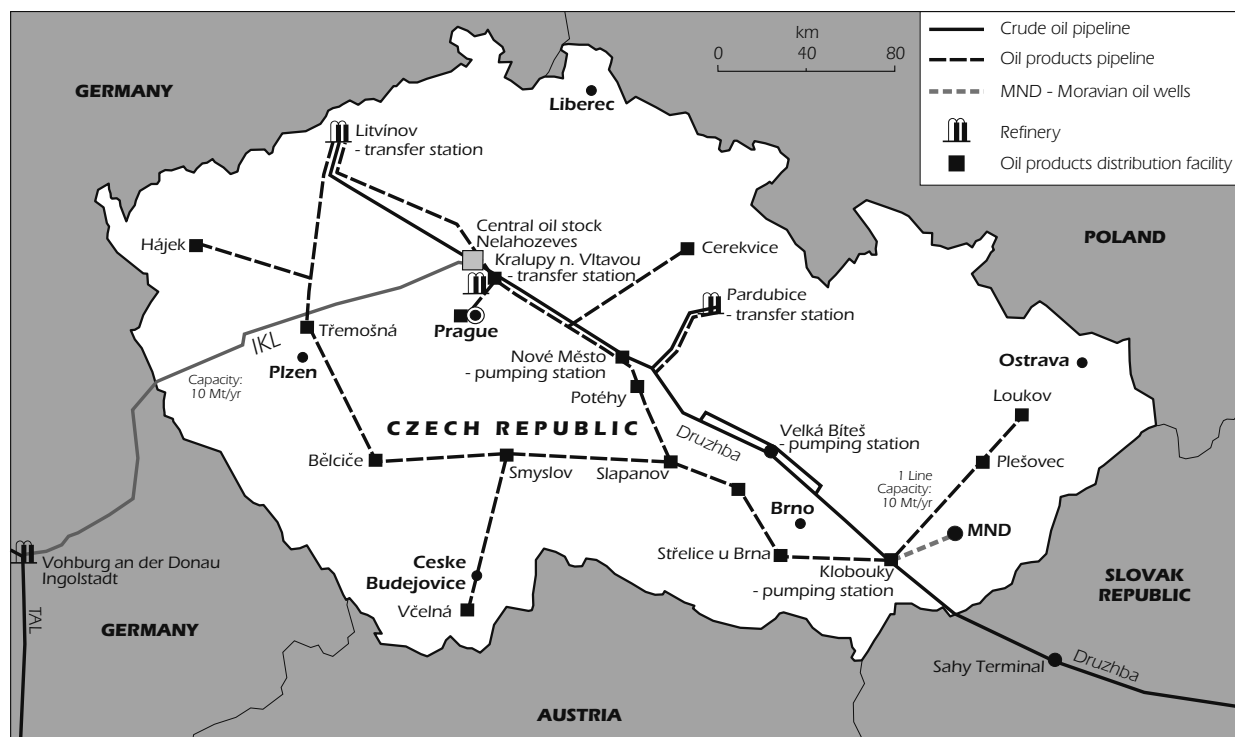 km
0 40 80
Crude oil pipeline
Oil products pipeline
MND - Moravian oil wells
Refinery
Oil products distribution facility
GERMANY
Liberec
Litvínov
- transfer station
POLAND
Hájek
Central oil stock
Nelahozeves
Kralupy n. Vltavou
- transfer station
Cerekvice
Pardubice
- transfer station
Prague
Třemošná
IKL
Plzen
Capacity:
10 Mt/yr
Nové Město
- pumping station
Potéhy
Ostrava
Loukov
CZECH REPUBLIC
Druzhba
Velká Bíteš
- pumping station
Bělčiče
Smyslov
Slapanov
Plešovec
1 Line
Capacity:
10 Mt/yr
Brno
MND
Střelice u Brna
Klobouky
- pumping station
Vohburg an der Donau
Ingolstadt
Ceske
Budejovice
Včelná
SLOVAK
REPUBLIC
TAL
GERMANY
Sahy Terminal
Druzhba
AUSTRIA